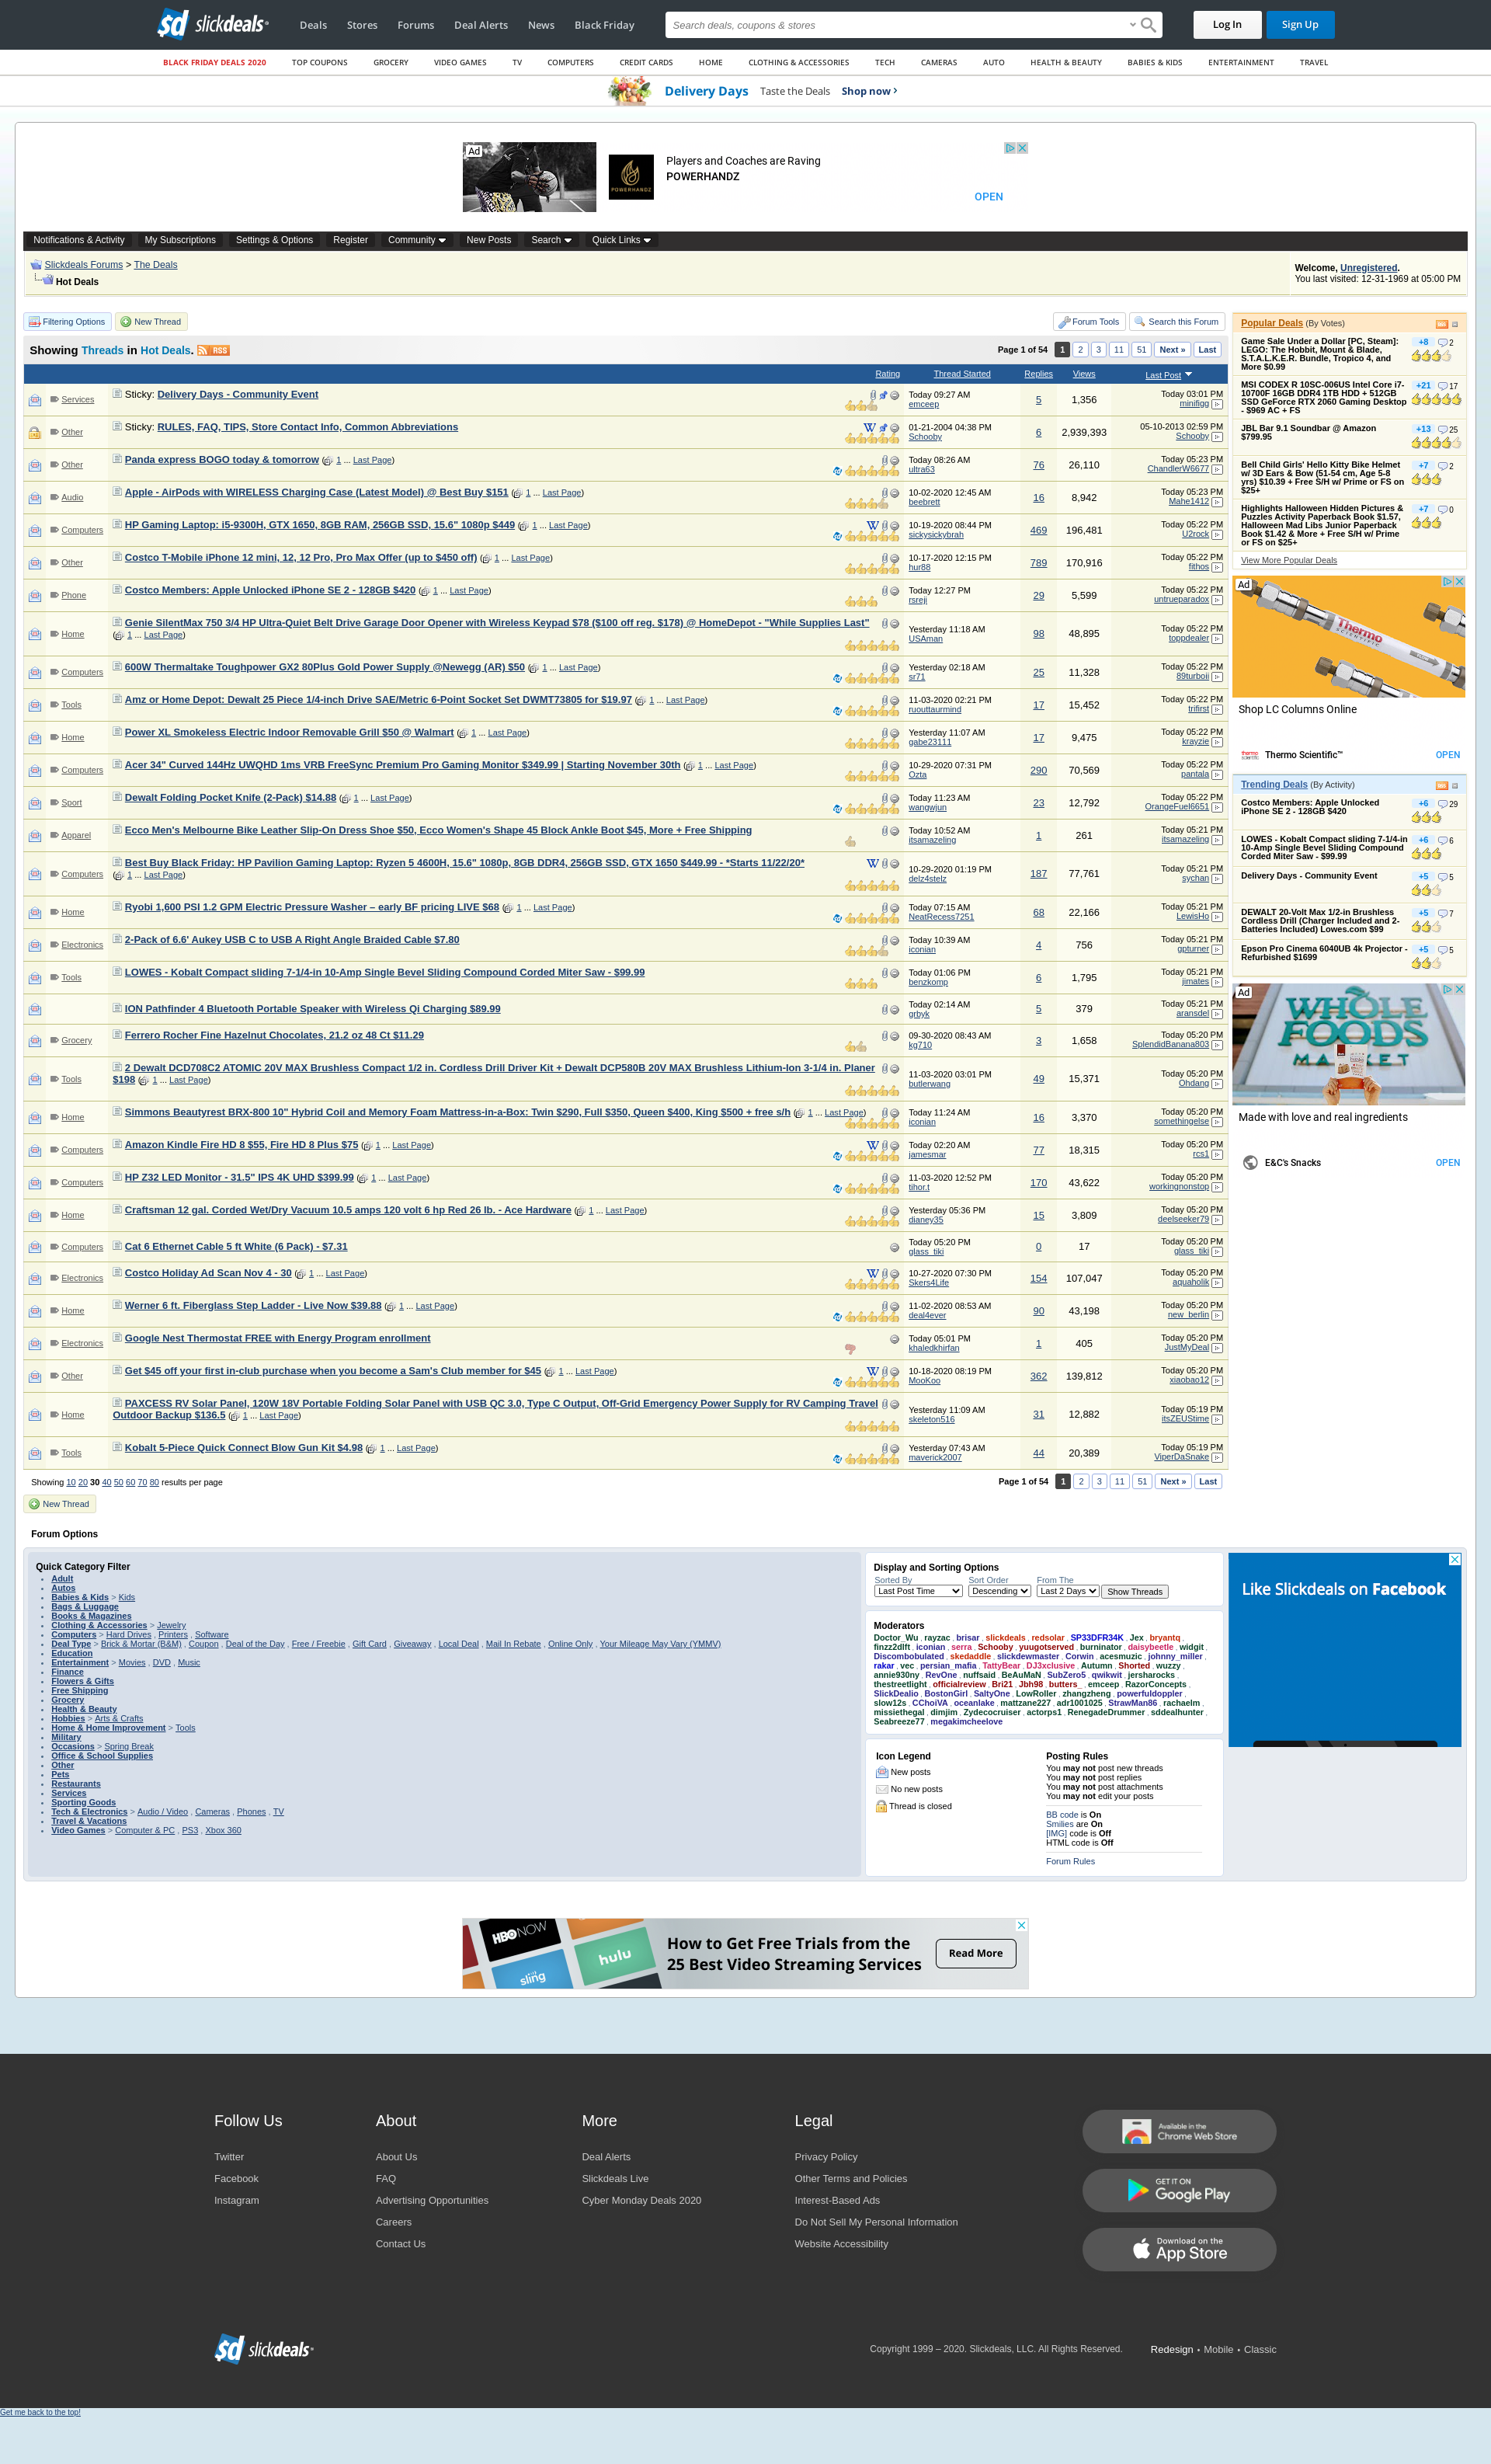 slickdeals
Deals Stores Forums Deal Alerts News Black Friday
Search deals, coupons & stores
Log In Sign Up
BLACK FRIDAY DEALS 2020 TOP COUPONS GROCERY VIDEO GAMES TV COMPUTERS CREDIT CARDS HOME CLOTHING & ACCESSORIES TECH CAMERAS AUTO HEALTH & BEAUTY BABIES & KIDS ENTERTAINMENT TRAVEL
Delivery Days Taste the Deals Shop now ›
Ad
POWERHANDZ
Players and Coaches are Raving
POWERHANDZ
OPEN
Notifications & Activity My Subscriptions Settings & Options Register Community New Posts Search Quick Links
Slickdeals Forums > The Deals
Hot Deals
Welcome, Unregistered.
You last visited: 12-31-1969 at 05:00 PM
Filtering Options New Thread Forum Tools Search this Forum
Showing Threads in Hot Deals. RSS
Page 1 of 54 1 2 3 11 51 Next » Last
Rating Thread Started Replies Views Last Post
Services Sticky: Delivery Days - Community Event Today 09:27 AM emceep 5 1,356 Today 03:01 PM minifigg
Other Sticky: RULES, FAQ, TIPS, Store Contact Info, Common Abbreviations 01-21-2004 04:38 PM Schooby 6 2,939,393 05-10-2013 02:59 PM Schooby
Other Panda express BOGO today & tomorrow ( 1 ... Last Page) Today 08:26 AM ultra63 76 26,110 Today 05:23 PM ChandlerW6677
Audio Apple - AirPods with WIRELESS Charging Case (Latest Model) @ Best Buy $151 ( 1 ... Last Page) 10-02-2020 12:45 AM beebrett 16 8,942 Today 05:23 PM Mahe1412
Computers HP Gaming Laptop: i5-9300H, GTX 1650, 8GB RAM, 256GB SSD, 15.6" 1080p $449 ( 1 ... Last Page) 10-19-2020 08:44 PM sickysickybrah 469 196,481 Today 05:22 PM U2rock
Other Costco T-Mobile iPhone 12 mini, 12, 12 Pro, Pro Max Offer (up to $450 off) ( 1 ... Last Page) 10-17-2020 12:15 PM hur88 789 170,916 Today 05:22 PM fithos
Phone Costco Members: Apple Unlocked iPhone SE 2 - 128GB $420 ( 1 ... Last Page) Today 12:27 PM rsreji 29 5,599 Today 05:22 PM untrueparadox
Home Genie SilentMax 750 3/4 HP Ultra-Quiet Belt Drive Garage Door Opener with Wireless Keypad $78 ($100 off reg. $178) @ HomeDepot - "While Supplies Last" ( 1 ... Last Page) Yesterday 11:18 AM USAman 98 48,895 Today 05:22 PM toppdealer
Computers 600W Thermaltake Toughpower GX2 80Plus Gold Power Supply @Newegg (AR) $50 ( 1 ... Last Page) Yesterday 02:18 AM sr71 25 11,328 Today 05:22 PM 89turboii
Tools Amz or Home Depot: Dewalt 25 Piece 1/4-inch Drive SAE/Metric 6-Point Socket Set DWMT73805 for $19.97 ( 1 ... Last Page) 11-03-2020 02:21 PM ruouttaurmind 17 15,452 Today 05:22 PM trifirst
Home Power XL Smokeless Electric Indoor Removable Grill $50 @ Walmart ( 1 ... Last Page) Yesterday 11:07 AM gabe23111 17 9,475 Today 05:22 PM krayzie
Computers Acer 34" Curved 144Hz UWQHD 1ms VRB FreeSync Premium Pro Gaming Monitor $349.99 | Starting November 30th ( 1 ... Last Page) 10-29-2020 07:31 PM Ozta 290 70,569 Today 05:22 PM pantala
Sport Dewalt Folding Pocket Knife (2-Pack) $14.88 ( 1 ... Last Page) Today 11:23 AM wangwjun 23 12,792 Today 05:22 PM OrangeFuel6651
Apparel Ecco Men's Melbourne Bike Leather Slip-On Dress Shoe $50, Ecco Women's Shape 45 Block Ankle Boot $45, More + Free Shipping Today 10:52 AM itsamazeling 1 261 Today 05:21 PM itsamazeling
Computers Best Buy Black Friday: HP Pavilion Gaming Laptop: Ryzen 5 4600H, 15.6" 1080p, 8GB DDR4, 256GB SSD, GTX 1650 $449.99 - *Starts 11/22/20* ( 1 ... Last Page) 10-29-2020 01:19 PM delz4stelz 187 77,761 Today 05:21 PM sychan
Home Ryobi 1,600 PSI 1.2 GPM Electric Pressure Washer – early BF pricing LIVE $68 ( 1 ... Last Page) Today 07:15 AM NeatRecess7251 68 22,166 Today 05:21 PM LewisHo
Electronics 2-Pack of 6.6' Aukey USB C to USB A Right Angle Braided Cable $7.80 Today 10:39 AM iconian 4 756 Today 05:21 PM gpturner
Tools LOWES - Kobalt Compact sliding 7-1/4-in 10-Amp Single Bevel Sliding Compound Corded Miter Saw - $99.99 Today 01:06 PM benzkomp 6 1,795 Today 05:21 PM jimates
ION Pathfinder 4 Bluetooth Portable Speaker with Wireless Qi Charging $89.99 Today 02:14 AM grbyk 5 379 Today 05:21 PM aransdel
Grocery Ferrero Rocher Fine Hazelnut Chocolates, 21.2 oz 48 Ct $11.29 09-30-2020 08:43 AM kg710 3 1,658 Today 05:20 PM SplendidBanana803
Tools 2 Dewalt DCD708C2 ATOMIC 20V MAX Brushless Compact 1/2 in. Cordless Drill Driver Kit + Dewalt DCP580B 20V MAX Brushless Lithium-Ion 3-1/4 in. Planer $198 ( 1 ... Last Page) 11-03-2020 03:01 PM butlerwang 49 15,371 Today 05:20 PM Ohdang
Home Simmons Beautyrest BRX-800 10" Hybrid Coil and Memory Foam Mattress-in-a-Box: Twin $290, Full $350, Queen $400, King $500 + free s/h ( 1 ... Last Page) Today 11:24 AM iconian 16 3,370 Today 05:20 PM somethingelse
Computers Amazon Kindle Fire HD 8 $55, Fire HD 8 Plus $75 ( 1 ... Last Page) Today 02:20 AM jamesmar 77 18,315 Today 05:20 PM rcs1
Computers HP Z32 LED Monitor - 31.5" IPS 4K UHD $399.99 ( 1 ... Last Page) 11-03-2020 12:52 PM tihor.t 170 43,622 Today 05:20 PM workingnonstop
Home Craftsman 12 gal. Corded Wet/Dry Vacuum 10.5 amps 120 volt 6 hp Red 26 lb. - Ace Hardware ( 1 ... Last Page) Yesterday 05:36 PM dianey35 15 3,809 Today 05:20 PM deelseeker79
Computers Cat 6 Ethernet Cable 5 ft White (6 Pack) - $7.31 Today 05:20 PM glass_tiki 0 17 Today 05:20 PM glass_tiki
Electronics Costco Holiday Ad Scan Nov 4 - 30 ( 1 ... Last Page) 10-27-2020 07:30 PM Skers4Life 154 107,047 Today 05:20 PM aquaholik
Home Werner 6 ft. Fiberglass Step Ladder - Live Now $39.88 ( 1 ... Last Page) 11-02-2020 08:53 AM deal4ever 90 43,198 Today 05:20 PM new_berlin
Electronics Google Nest Thermostat FREE with Energy Program enrollment Today 05:01 PM khaledkhirfan 1 405 Today 05:20 PM JustMyDeal
Other Get $45 off your first in-club purchase when you become a Sam's Club member for $45 ( 1 ... Last Page) 10-18-2020 08:19 PM MooKoo 362 139,812 Today 05:20 PM xiaobao12
Home PAXCESS RV Solar Panel, 120W 18V Portable Folding Solar Panel with USB QC 3.0, Type C Output, Off-Grid Emergency Power Supply for RV Camping Travel Outdoor Backup $136.5 ( 1 ... Last Page) Yesterday 11:09 AM skeleton516 31 12,882 Today 05:19 PM itsZEUStime
Tools Kobalt 5-Piece Quick Connect Blow Gun Kit $4.98 ( 1 ... Last Page) Yesterday 07:43 AM maverick2007 44 20,389 Today 05:19 PM ViperDaSnake
Showing 10 20 30 40 50 60 70 80 results per page
Page 1 of 54 1 2 3 11 51 Next » Last
New Thread
Popular Deals (By Votes)
Game Sale Under a Dollar [PC, Steam]: LEGO: The Hobbit, Mount & Blade, S.T.A.L.K.E.R. Bundle, Tropico 4, and More $0.99 +8 2
MSI CODEX R 10SC-006US Intel Core i7-10700F 16GB DDR4 1TB HDD + 512GB SSD GeForce RTX 2060 Gaming Desktop - $969 AC + FS +21 17
JBL Bar 9.1 Soundbar @ Amazon $799.95 +13 25
Bell Child Girls' Hello Kitty Bike Helmet w/ 3D Ears & Bow (51-54 cm, Age 5-8 yrs) $10.39 + Free S/H w/ Prime or FS on $25+ +7 2
Highlights Halloween Hidden Pictures & Puzzles Activity Paperback Book $1.57, Halloween Mad Libs Junior Paperback Book $1.42 & More + Free S/H w/ Prime or FS on $25+ +7 0
View More Popular Deals
Ad
Thermo SCIENTIFIC
Shop LC Columns Online
Thermo Scientific™ OPEN
Trending Deals (By Activity)
Costco Members: Apple Unlocked iPhone SE 2 - 128GB $420 +6 29
LOWES - Kobalt Compact sliding 7-1/4-in 10-Amp Single Bevel Sliding Compound Corded Miter Saw - $99.99 +6 6
Delivery Days - Community Event +5 5
DEWALT 20-Volt Max 1/2-in Brushless Cordless Drill (Charger Included and 2-Batteries Included) Lowes.com $99 +5 7
Epson Pro Cinema 6040UB 4k Projector - Refurbished $1699 +5 5
Ad
WHOLE FOODS MARKET
Made with love and real ingredients
E&C's Snacks OPEN
Forum Options
Quick Category Filter
Adult
Autos
Babies & Kids > Kids
Bags & Luggage
Books & Magazines
Clothing & Accessories > Jewelry
Computers > Hard Drives , Printers , Software
Deal Type > Brick & Mortar (B&M) , Coupon , Deal of the Day , Free / Freebie , Gift Card , Giveaway , Local Deal , Mail In Rebate , Online Only , Your Mileage May Vary (YMMV)
Education
Entertainment > Movies , DVD , Music
Finance
Flowers & Gifts
Free Shipping
Grocery
Health & Beauty
Hobbies > Arts & Crafts
Home & Home Improvement > Tools
Military
Occasions > Spring Break
Office & School Supplies
Other
Pets
Restaurants
Services
Sporting Goods
Tech & Electronics > Audio / Video , Cameras , Phones , TV
Travel & Vacations
Video Games > Computer & PC , PS3 , Xbox 360
Display and Sorting Options
Sorted By Sort Order From The
Last Post Time Descending Last 2 Days Show Threads
Moderators
Doctor_Wu , rayzac , brisar , slickdeals , redsolar , SP33DFR34K , Jex , bryantq ,
finzz2dlft , iconian , serra , Schooby , yuugotserved , burninator , daisybeetle , widgit ,
Discombobulated , skedaddle , slickdewmaster , Corwin , acesmuzic , johnny_miller ,
rakar , vec , persian_mafia , TattyBear , DJ3xclusive , Autumn , Shorted , wuzzy ,
annie930ny , RevOne , nuffsaid , BeAuMaN , SubZero5 , qwikwit , jersharocks ,
thestreetlight , officialreview , Bri21 , Jbh98 , butters_ , emceep , RazorConcepts ,
SlickDealio , BostonGirl , SaltyOne , LowRoller , zhangzheng , powerfuldoppler ,
slow12s , CChoiVA , oceanlake , mattzane227 , adr1001025 , StrawMan86 , rachaelm ,
missiethegal , dimjim , Zydecocruiser , actorps1 , RenegadeDrummer , sddealhunter ,
Seabreeze77 , megakimcheelove
Icon Legend
New posts
No new posts
Thread is closed
Posting Rules
You may not post new threads
You may not post replies
You may not post attachments
You may not edit your posts
BB code is On
Smilies are On
[IMG] code is Off
HTML code is Off
Forum Rules
Like Slickdeals on Facebook
HBO NOW hulu sling
How to Get Free Trials from the
25 Best Video Streaming Services
Read More
Follow Us
Twitter
Facebook
Instagram
About
About Us
FAQ
Advertising Opportunities
Careers
Contact Us
More
Deal Alerts
Slickdeals Live
Cyber Monday Deals 2020
Legal
Privacy Policy
Other Terms and Policies
Interest-Based Ads
Do Not Sell My Personal Information
Website Accessibility
Available in the Chrome Web Store
GET IT ON Google Play
Download on the App Store
slickdeals
Copyright 1999 – 2020. Slickdeals, LLC. All Rights Reserved.
Redesign • Mobile • Classic
Get me back to the top!